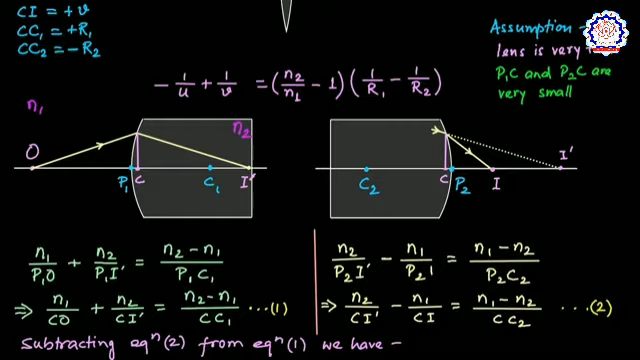 CI = +v
CC₁ = +R₁
CC₂ = -R₂
Assumption -
lens is very
P₁C and P₂C are
very small
-1/u + 1/v = (n₂/n₁ - 1) (1/R₁ - 1/R₂)
n₁
n₂
O
P₁
C
C₁
I'
C₂
C
P₂
I
I'
n₁/P₁O + n₂/P₁I' = n₂-n₁/P₁C₁
⇒ n₁/CO + n₂/CI' = n₂-n₁/CC₁ ....(1)
n₂/P₂I' - n₁/P₂I = n₁-n₂/P₂C₂
⇒ n₂/CI' - n₁/CI = n₁-n₂/CC₂ ....(2)
Subtracting eqⁿ(2) from eqⁿ(1) we have -